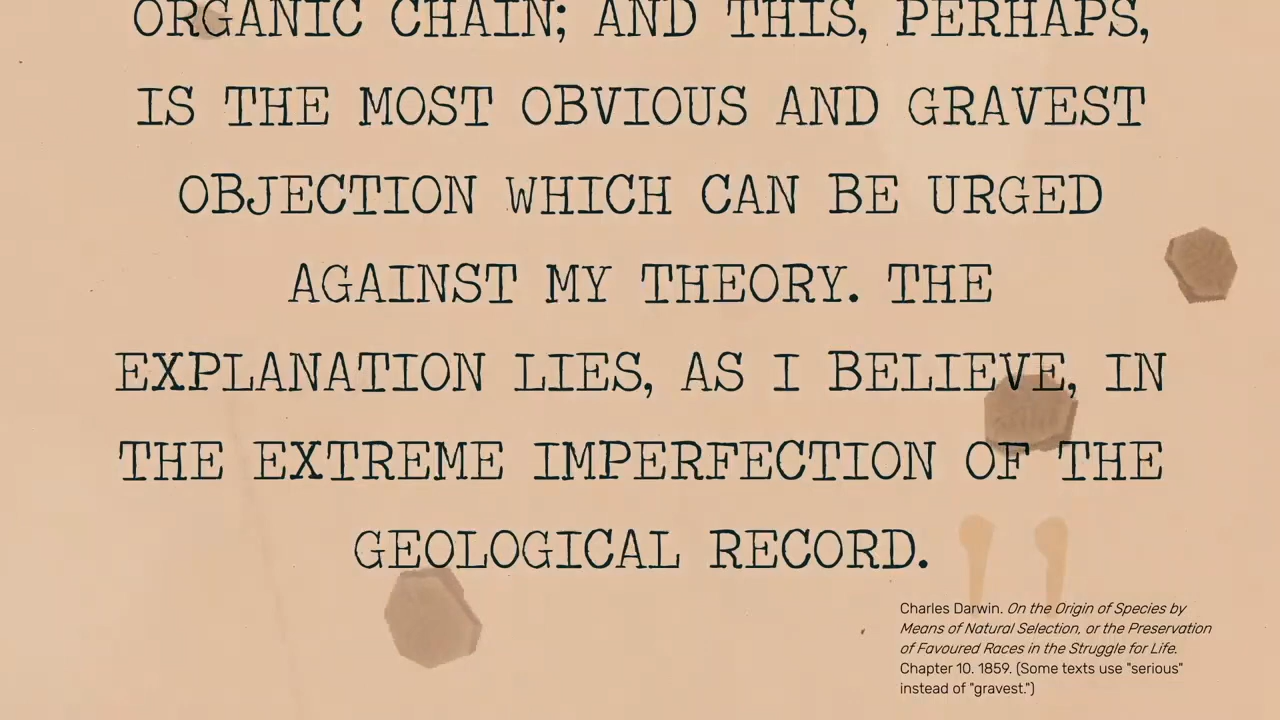 ORGANIC CHAIN; AND THIS, PERHAPS,
IS THE MOST OBVIOUS AND GRAVEST
OBJECTION WHICH CAN BE URGED
AGAINST MY THEORY. THE
EXPLANATION LIES, AS I BELIEVE, IN
THE EXTREME IMPERFECTION OF THE
GEOLOGICAL RECORD.
"
Charles Darwin. On the Origin of Species by
Means of Natural Selection, or the Preservation
of Favoured Races in the Struggle for Life.
Chapter 10. 1859. (Some texts use "serious"
instead of "gravest.")